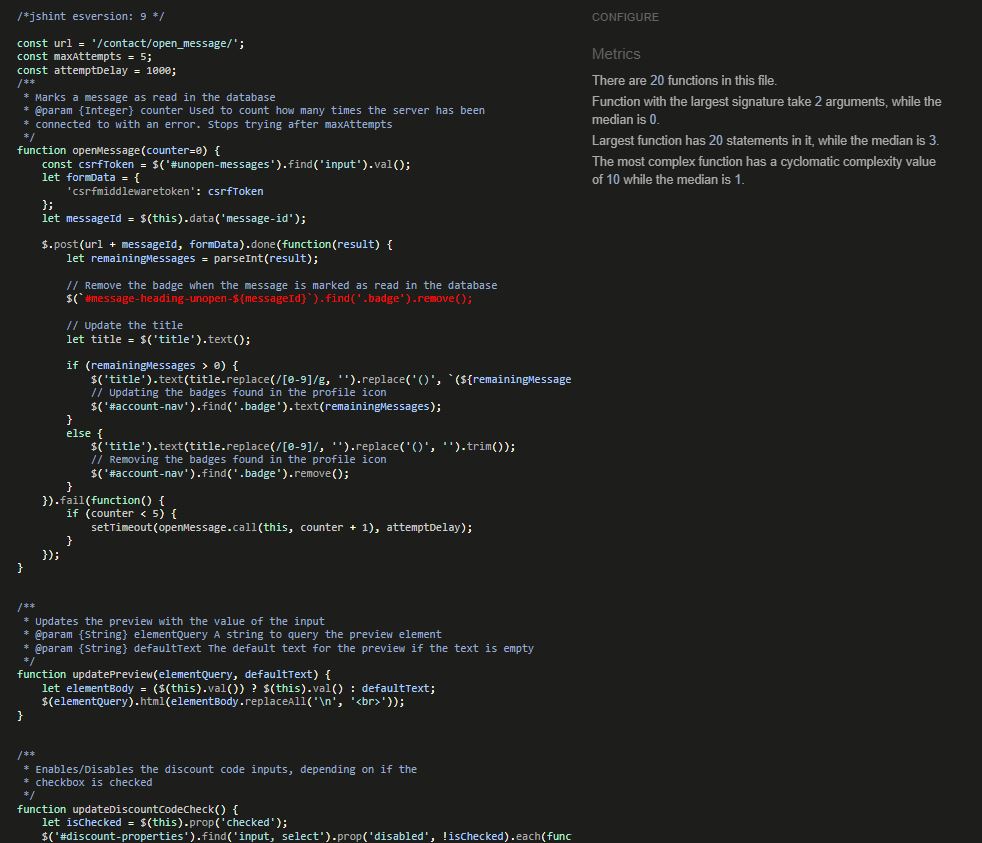 /*jshint esversion: 9 */
const url = '/contact/open_message/';
const maxAttempts = 5;
const attemptDelay = 1000;
/**
 * Marks a message as read in the database
 * @param {Integer} counter Used to count how many times the server has been
 * connected to with an error. Stops trying after maxAttempts
 */
function openMessage(counter=0) {
    const csrfToken = $('#unopen-messages').find('input').val();
    let formData = {
        'csrfmiddlewaretoken': csrfToken
    };
    let messageId = $(this).data('message-id');

    $.post(url + messageId, formData).done(function(result) {
        let remainingMessages = parseInt(result);

        // Remove the badge when the message is marked as read in the database
        $(`#message-heading-unopen-${messageId}`).find('.badge').remove();

        // Update the title
        let title = $('title').text();

        if (remainingMessages > 0) {
            $('title').text(title.replace(/[0-9]/g, '').replace('()', `(${remainingMessage
            // Updating the badges found in the profile icon
            $('#account-nav').find('.badge').text(remainingMessages);
        }
        else {
            $('title').text(title.replace(/[0-9]/, '').replace('()', '').trim());
            // Removing the badges found in the profile icon
            $('#account-nav').find('.badge').remove();
        }
    }).fail(function() {
        if (counter < 5) {
            setTimeout(openMessage.call(this, counter + 1), attemptDelay);
        }
    });
}

/**
 * Updates the preview with the value of the input
 * @param {String} elementQuery A string to query the preview element
 * @param {String} defaultText The default text for the preview if the text is empty
 */
function updatePreview(elementQuery, defaultText) {
    let elementBody = ($(this).val()) ? $(this).val() : defaultText;
    $(elementQuery).html(elementBody.replaceAll('\n', '<br>'));
}

/**
 * Enables/Disables the discount code inputs, depending on if the
 * checkbox is checked
 */
function updateDiscountCodeCheck() {
    let isChecked = $(this).prop('checked');
    $('#discount-properties').find('input, select').prop('disabled', !isChecked).each(func
CONFIGURE
Metrics
There are 20 functions in this file.
Function with the largest signature take 2 arguments, while the
median is 0.
Largest function has 20 statements in it, while the median is 3.
The most complex function has a cyclomatic complexity value
of 10 while the median is 1.